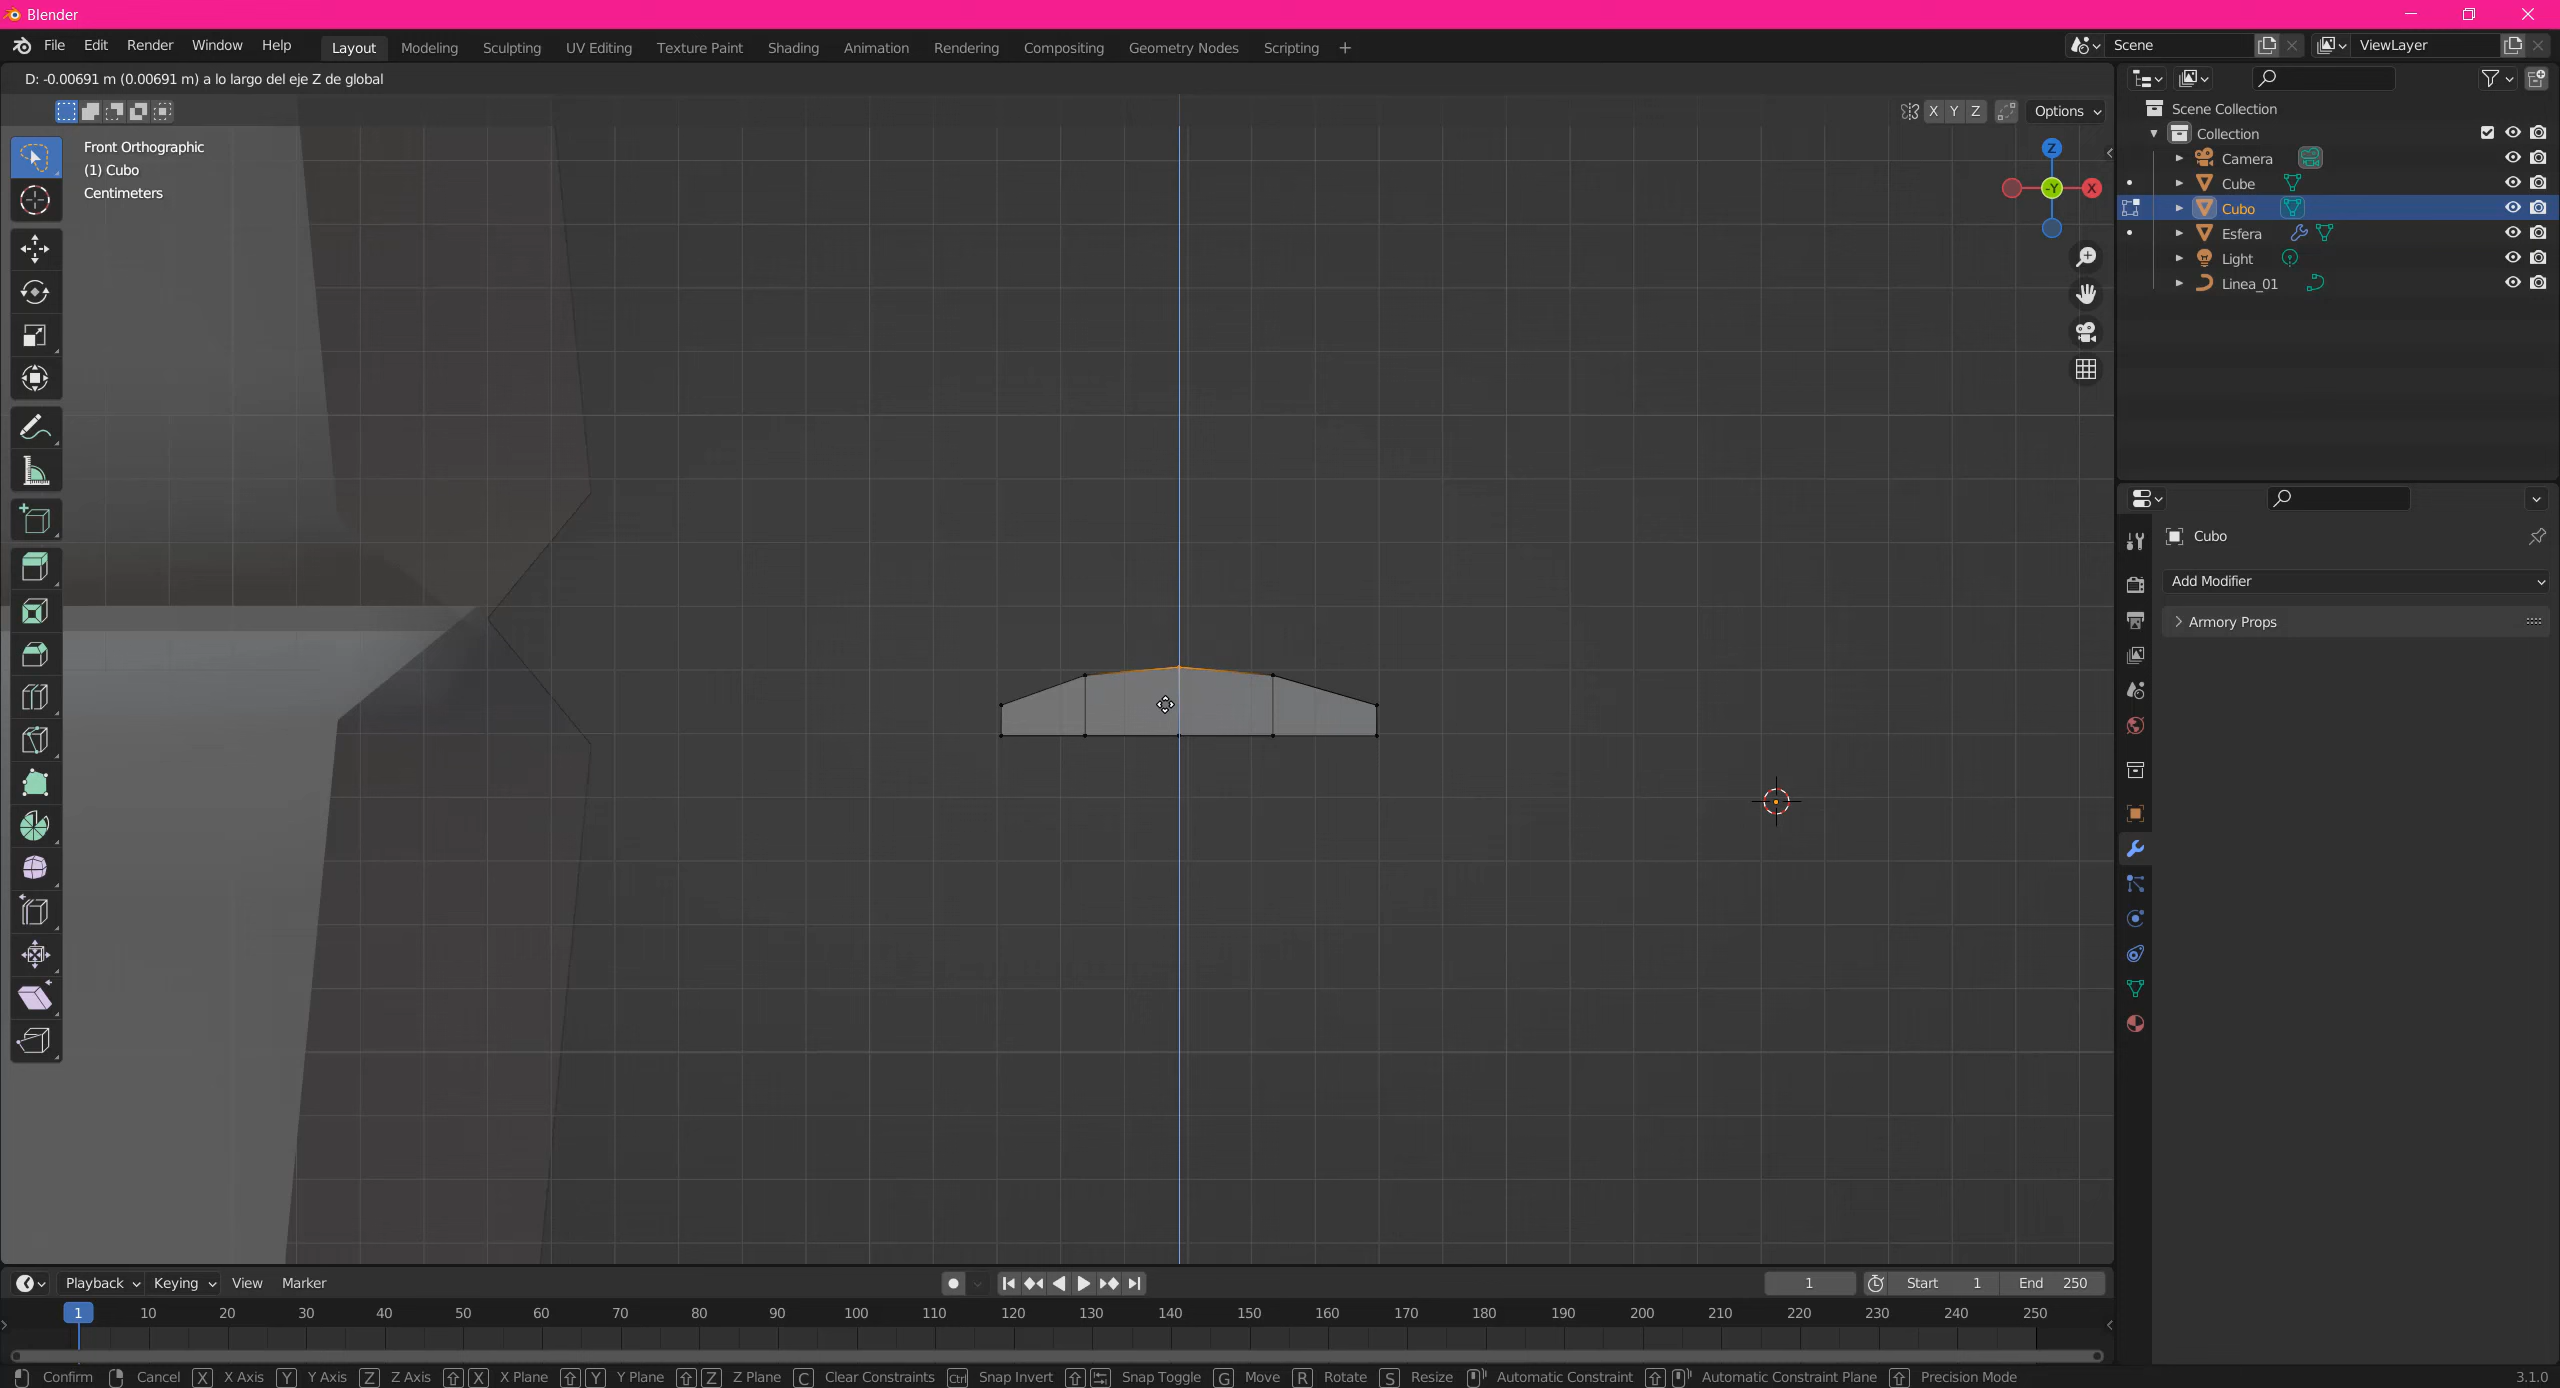 Blender
File Edit Render Window Help Layout Modeling Sculpting UV Editing Texture Paint Shading Animation Rendering Compositing Geometry Nodes Scripting + Scene ViewLayer
D: -0.00691 m (0.00691 m) a lo largo del eje Z de global
X Y Z Options
Front Orthographic
(1) Cubo
Centimeters
Z
-Y X
Scene Collection
Collection
Camera
Cube
Cubo
Esfera
Light
Linea_01
Cubo
Add Modifier
Armory Props
Playback Keying View Marker 1 Start 1 End 250
1 10 20 30 40 50 60 70 80 90 100 110 120 130 140 150 160 170 180 190 200 210 220 230 240 250
Confirm Cancel X X Axis Y Y Axis Z Z Axis X X Plane Y Y Plane Z Z Plane C Clear Constraints Ctrl Snap Invert Snap Toggle G Move R Rotate S Resize Automatic Constraint Automatic Constraint Plane Precision Mode 3.1.0